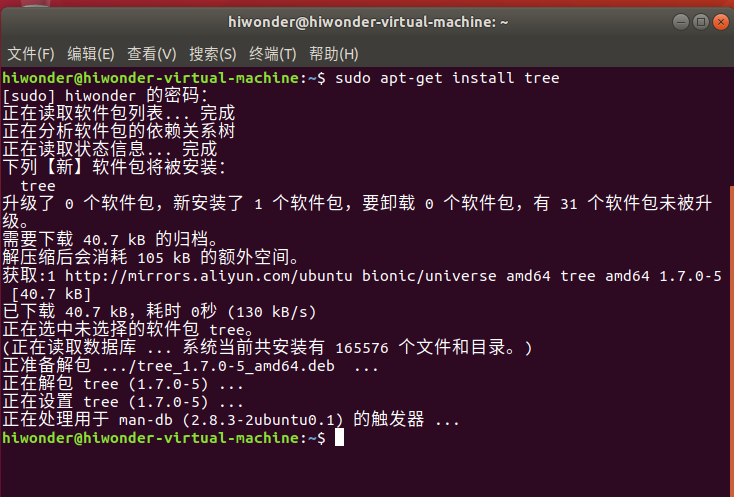 hiwonder@hiwonder-virtual-machine: ~
文件(F) 编辑(E) 查看(V) 搜索(S) 终端(T) 帮助(H)
hiwonder@hiwonder-virtual-machine:~$ sudo apt-get install tree
[sudo] hiwonder 的密码：
正在读取软件包列表... 完成
正在分析软件包的依赖关系树
正在读取状态信息... 完成
下列【新】软件包将被安装：
  tree
升级了 0 个软件包，新安装了 1 个软件包，要卸载 0 个软件包，有 31 个软件包未被升
级。
需要下载 40.7 kB 的归档。
解压缩后会消耗 105 kB 的额外空间。
获取:1 http://mirrors.aliyun.com/ubuntu bionic/universe amd64 tree amd64 1.7.0-5
 [40.7 kB]
已下载 40.7 kB，耗时 0秒 (130 kB/s)
正在选中未选择的软件包 tree。
(正在读取数据库 ... 系统当前共安装有 165576 个文件和目录。)
正准备解包 .../tree_1.7.0-5_amd64.deb  ...
正在解包 tree (1.7.0-5) ...
正在设置 tree (1.7.0-5) ...
正在处理用于 man-db (2.8.3-2ubuntu0.1) 的触发器 ...
hiwonder@hiwonder-virtual-machine:~$